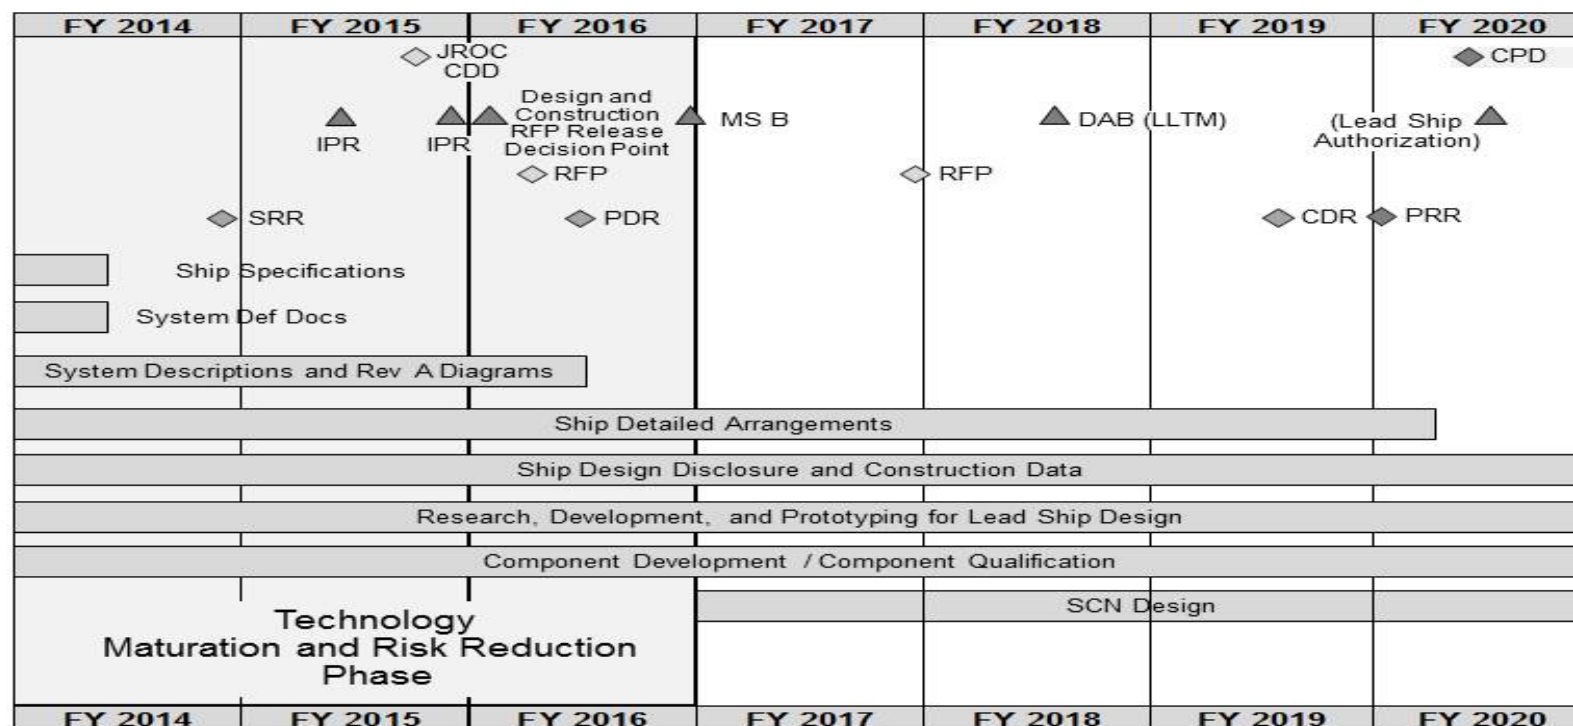 FY 2014 FY 2015 FY 2016 FY 2017 FY 2018 FY 2019 FY 2020
JROC
CDD
CPD
IPR
IPR
Design and
Construction
RFP Release
Decision Point
MS B
DAB (LLTM)
(Lead Ship
Authorization)
RFP
RFP
SRR
PDR
CDR
PRR
Ship Specifications
System Def Docs
System Descriptions and Rev A Diagrams
Ship Detailed Arrangements
Ship Design Disclosure and Construction Data
Research, Development, and Prototyping for Lead Ship Design
Component Development / Component Qualification
SCN Design
Technology
Maturation and Risk Reduction
Phase
FY 2014 FY 2015 FY 2016 FY 2017 FY 2018 FY 2019 FY 2020